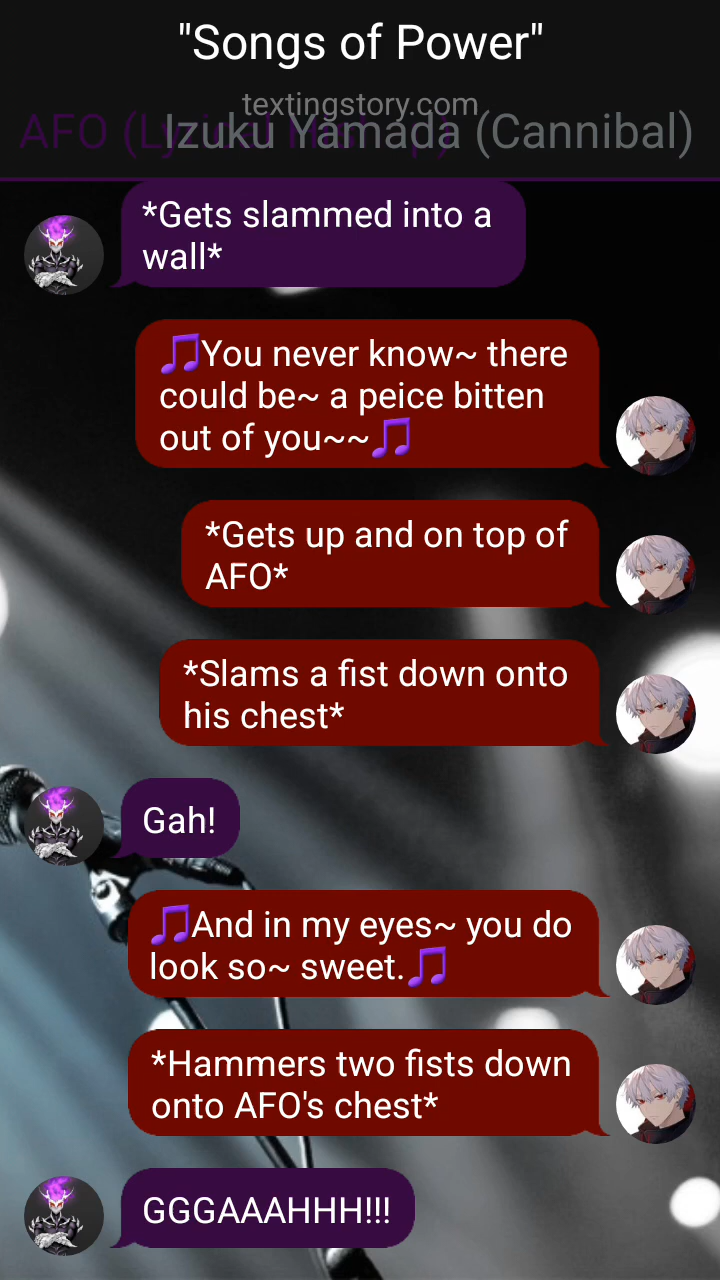 "Songs of Power"
textingstory.com
Izuku Yamada (Cannibal)
*Gets slammed into a
wall*
🎵You never know~ there
could be~ a peice bitten
out of you~~🎵
*Gets up and on top of
AFO*
*Slams a fist down onto
his chest*
Gah!
🎵And in my eyes~ you do
look so~ sweet.🎵
*Hammers two fists down
onto AFO's chest*
GGGAAAHHH!!!